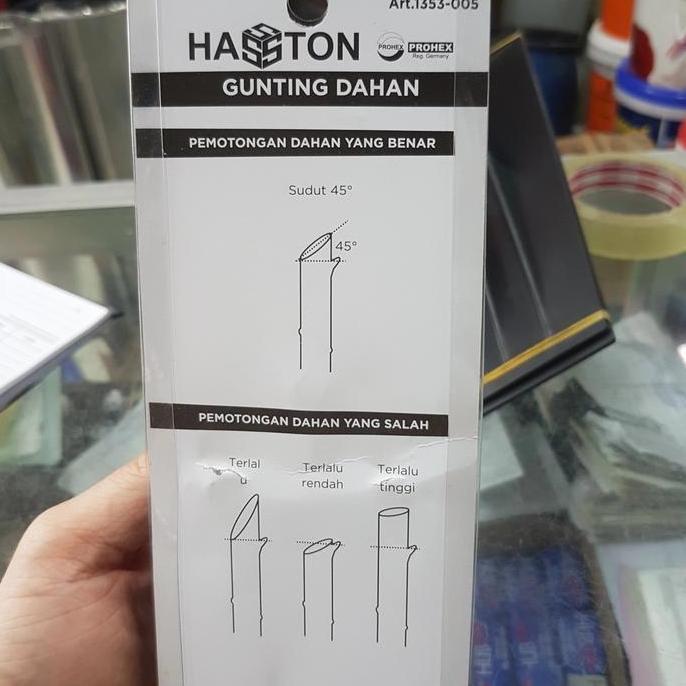 Art.1353-005
HASSTON
PROHEX
PROHEX
Reg. Germany
GUNTING DAHAN
PEMOTONGAN DAHAN YANG BENAR
Sudut 45°
45°
PEMOTONGAN DAHAN YANG SALAH
Terlal
u
Terlalu
rendah
Terlalu
tinggi